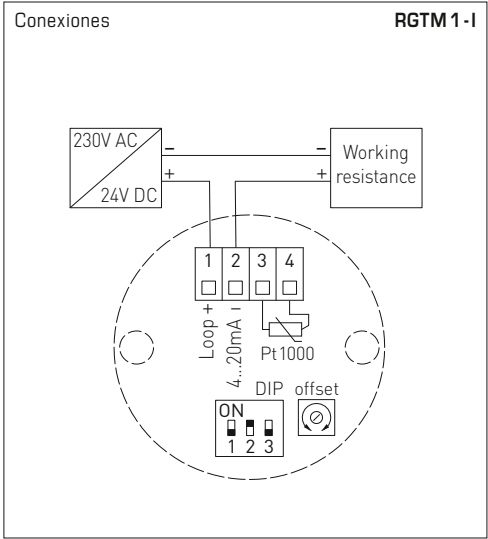 Conexiones RGTM 1 - I
230V AC
24V DC
–
+
–
+
Working
resistance
1 2 3 4
Loop +
4...20mA –
Pt1000
DIP offset
ON
1 2 3